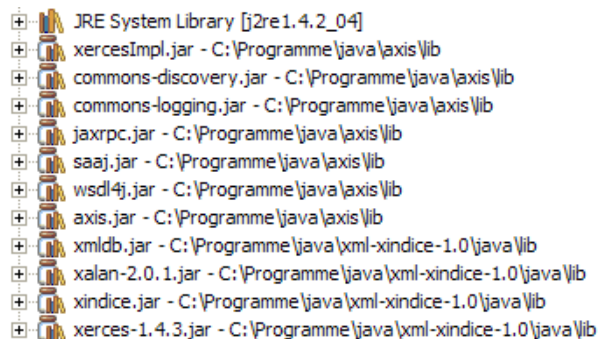 JRE System Library [j2re1.4.2_04]
xercesImpl.jar - C:\Programme\java\axis\lib
commons-discovery.jar - C:\Programme\java\axis\lib
commons-logging.jar - C:\Programme\java\axis\lib
jaxrpc.jar - C:\Programme\java\axis\lib
saaj.jar - C:\Programme\java\axis\lib
wsdl4j.jar - C:\Programme\java\axis\lib
axis.jar - C:\Programme\java\axis\lib
xmldb.jar - C:\Programme\java\xml-xindice-1.0\java\lib
xalan-2.0.1.jar - C:\Programme\java\xml-xindice-1.0\java\lib
xindice.jar - C:\Programme\java\xml-xindice-1.0\java\lib
xerces-1.4.3.jar - C:\Programme\java\xml-xindice-1.0\java\lib